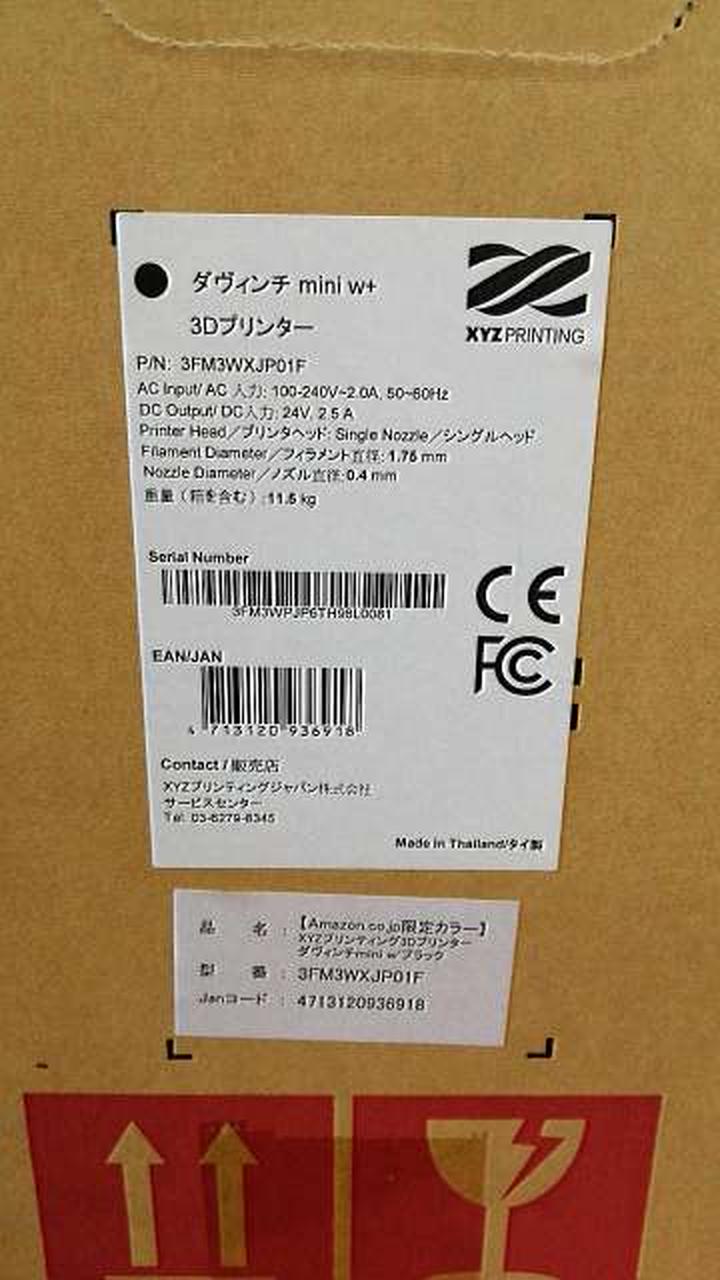 ダヴィンチ mini w+
3Dプリンター
XYZPRINTING
P/N: 3FM3WXJP01F
AC Input/ AC 入力: 100-240V~2.0A, 50~60Hz
DC Output/ DC入力: 24V, 2.5 A
Printer Head／プリンタヘッド: Single Nozzle／シングルヘッド
Filament Diameter／フィラメント直径: 1.75 mm
Nozzle Diameter／ノズル直径: 0.4 mm
重量（箱を含む）:11.5 kg
Serial Number
3FM3WPJP6TH98L0081
CE
FC
EAN/JAN
4 713120 936918
Contact / 販売店
XYZプリンティングジャパン株式会社
サービスセンター
Tel: 03-6279-8345
Made in Thailand/タイ製
品 名 : 【Amazon.co.jp限定カラー】
XYZプリンティング3Dプリンター
ダヴィンチmini w+ブラック
型 番 : 3FM3WXJP01F
Janコード : 4713120936918